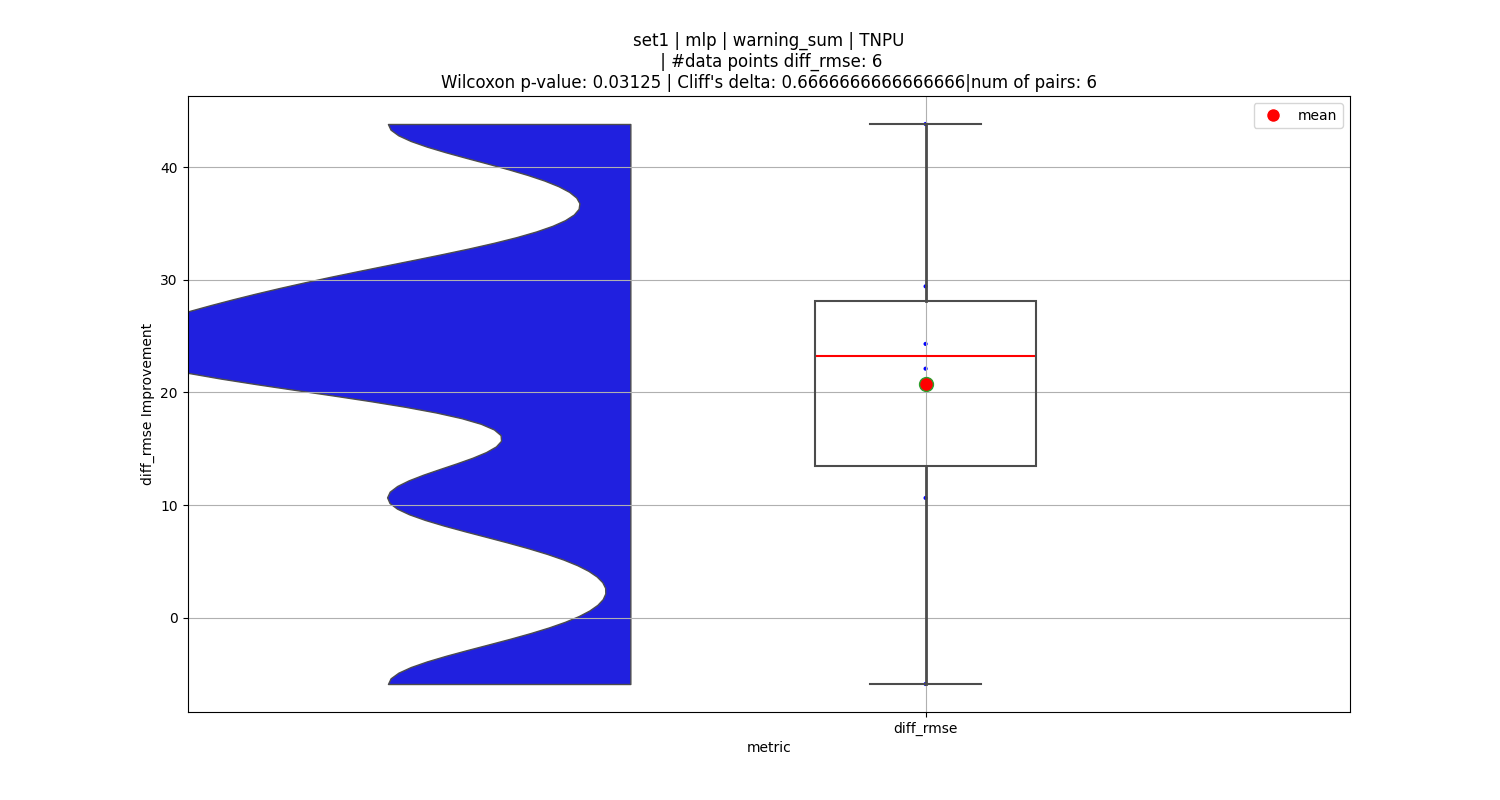 set1 | mlp | warning_sum | TNPU
| #data points diff_rmse: 6
Wilcoxon p-value: 0.03125 | Cliff's delta: 0.6666666666666666|num of pairs: 6
mean
40
30
20
10
0
diff_rmse Improvement
diff_rmse
metric